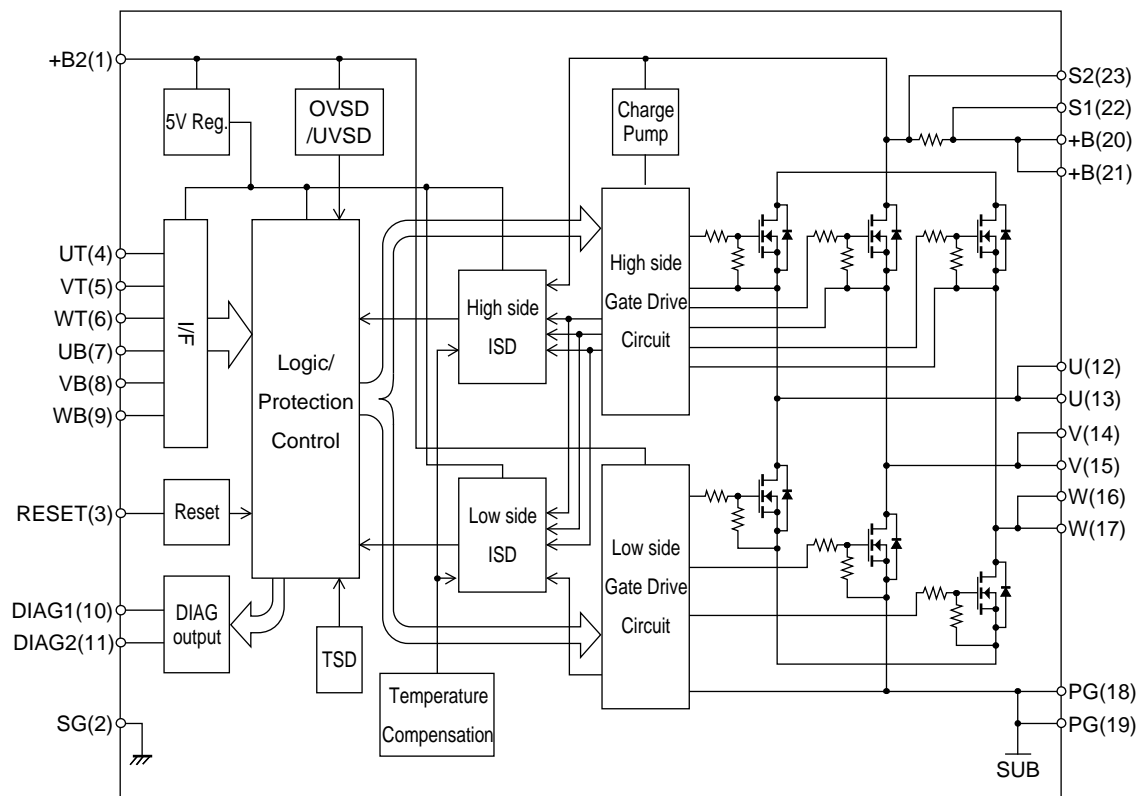 +B2(1)
5V Reg.
OVSD
/UVSD
Charge
Pump
S2(23)
S1(22)
+B(20)
+B(21)
UT(4)
VT(5)
WT(6)
UB(7)
VB(8)
WB(9)
I/F
Logic/
Protection
Control
High side
ISD
High side
Gate Drive
Circuit
U(12)
U(13)
V(14)
V(15)
W(16)
W(17)
RESET(3)
Reset
Low side
ISD
Low side
Gate Drive
Circuit
DIAG1(10)
DIAG2(11)
DIAG
output
TSD
Temperature
Compensation
SG(2)
PG(18)
PG(19)
SUB